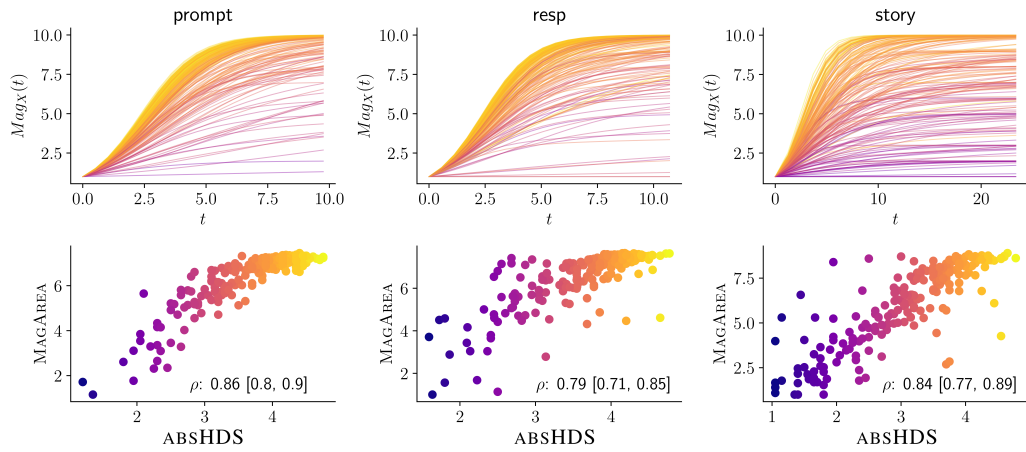 prompt
resp
story
10.0
7.5
5.0
2.5
Mag_X(t)
0.0 2.5 5.0 7.5 10.0
t
10.0
7.5
5.0
2.5
Mag_X(t)
0.0 2.5 5.0 7.5 10.0
t
10.0
7.5
5.0
2.5
Mag_X(t)
0 10 20
t
6
4
2
MagArea
ρ: 0.86 [0.8, 0.9]
2 3 4
absHDS
6
4
2
MagArea
ρ: 0.79 [0.71, 0.85]
2 3 4
absHDS
7.5
5.0
2.5
MagArea
ρ: 0.84 [0.77, 0.89]
1 2 3 4
absHDS